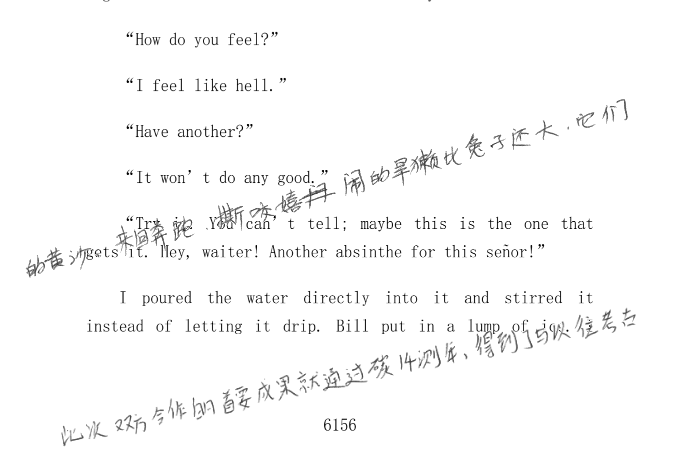 “How do you feel?”
“I feel like hell.”
“Have another?”
“It won’t do any good.”
的黄沙。来回奔跑、撕咬嬉闹的旱獭比兔子还大,它们
“Try it. You can’t tell; maybe this is the one that
gets it. Hey, waiter! Another absinthe for this señor!”
I poured the water directly into it and stirred it
instead of letting it drip. Bill put in a lump of ice.
此次双方合作的首要成果就通过碳14测年、得到了与以往考古
6156